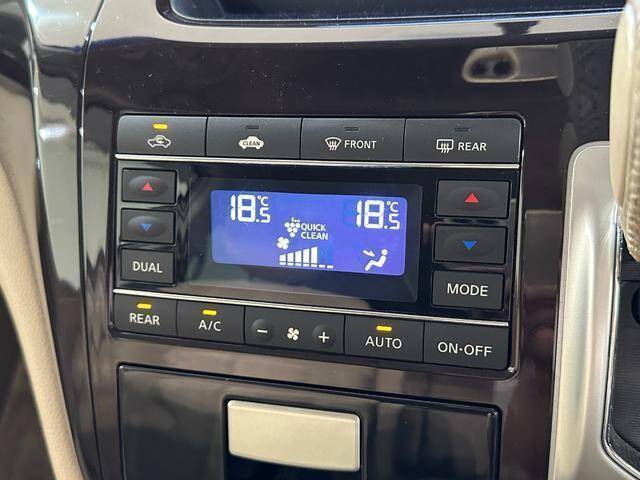 CLEAN
FRONT
REAR
18.5°C
18.5°C
QUICK
CLEAN
DUAL
MODE
REAR
A/C
AUTO
ON·OFF